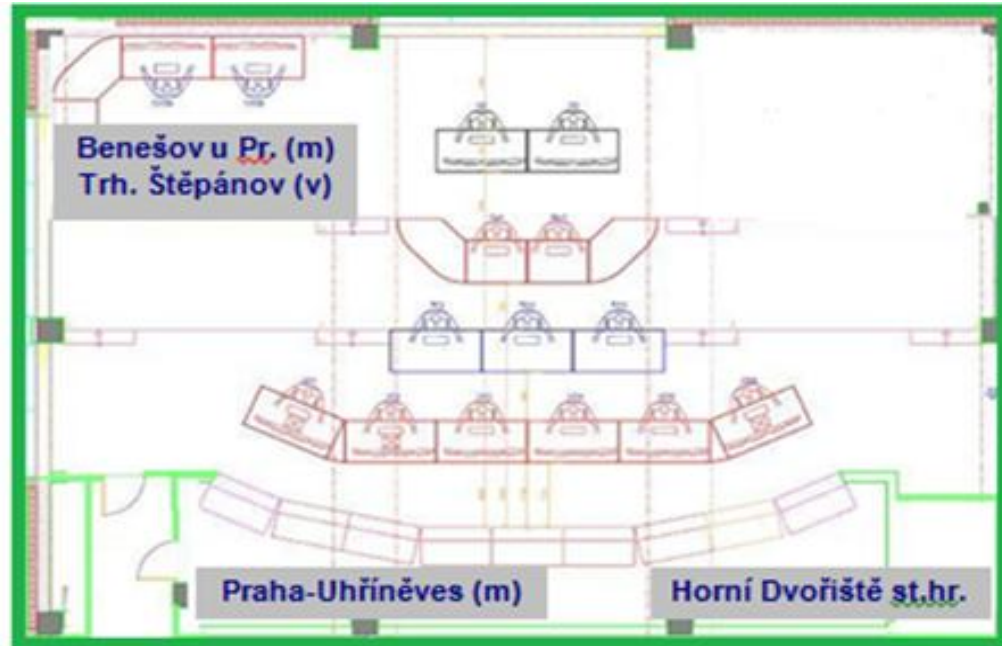 Benešov u Pr. (m)
Trh. Štěpánov (v)
Praha-Uhříněves (m)
Horní Dvořiště st.hr.